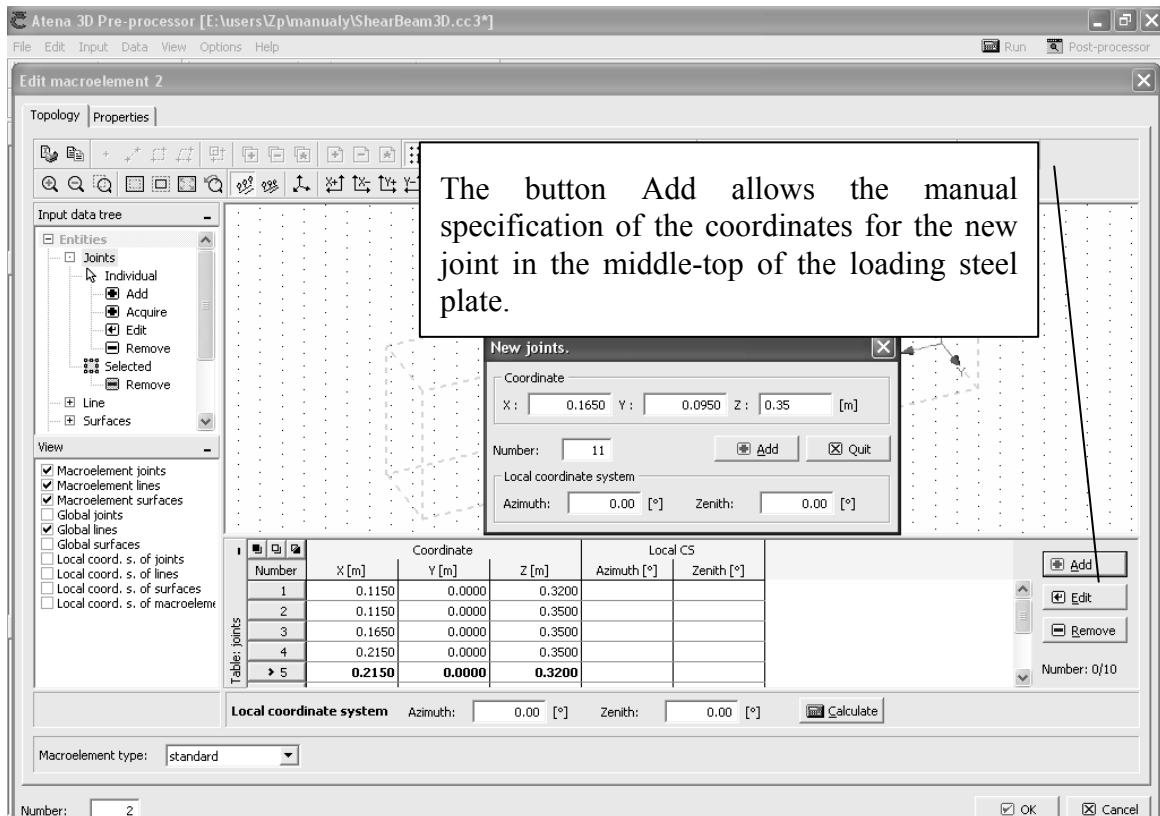 Atena 3D Pre-processor [E:\users\Zp\manualy\ShearBeam3D.cc3*]
File Edit Input Data View Options Help Run Post-processor
Edit macroelement 2
Topology Properties
The button Add allows the manual
specification of the coordinates for the new
joint in the middle-top of the loading steel
plate.
Input data tree
Entities
Joints
Individual
Add
Acquire
Edit
Remove
Selected
Remove
Line
Surfaces
View
Macroelement joints
Macroelement lines
Macroelement surfaces
Global joints
Global lines
Global surfaces
Local coord. s. of joints
Local coord. s. of lines
Local coord. s. of surfaces
Local coord. s. of macroeleme
Y
New joints.
Coordinate
X : 0.1650 Y : 0.0950 Z : 0.35 [m]
Number: 11 Add Quit
Local coordinate system
Azimuth: 0.00 [°] Zenith: 0.00 [°]
Table: joints
Coordinate Local CS
Number X [m] Y [m] Z [m] Azimuth [°] Zenith [°]
1 0.1150 0.0000 0.3200
2 0.1150 0.0000 0.3500
3 0.1650 0.0000 0.3500
4 0.2150 0.0000 0.3500
5 0.2150 0.0000 0.3200
Add
Edit
Remove
Number: 0/10
Local coordinate system Azimuth: 0.00 [°] Zenith: 0.00 [°] Calculate
Macroelement type: standard
Number: 2 OK Cancel